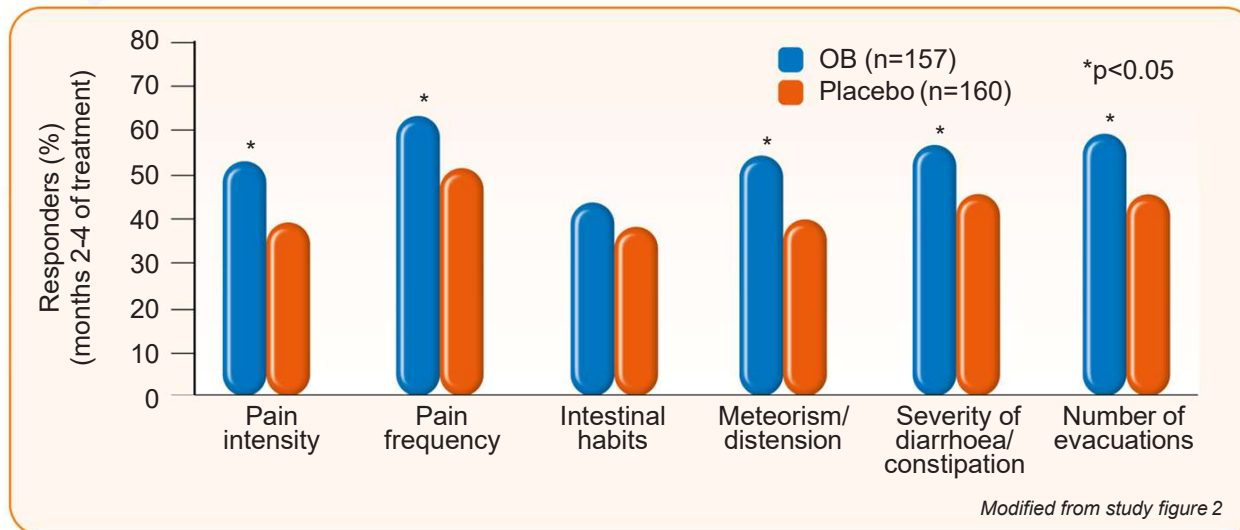 Responders (%)
(months 2-4 of treatment)
80
70
60
50
40
30
20
10
0
OB (n=157)
Placebo (n=160)
*p<0.05
*
*
*
*
*
Pain
intensity
Pain
frequency
Intestinal
habits
Meteorism/
distension
Severity of
diarrhoea/
constipation
Number of
evacuations
Modified from study figure 2